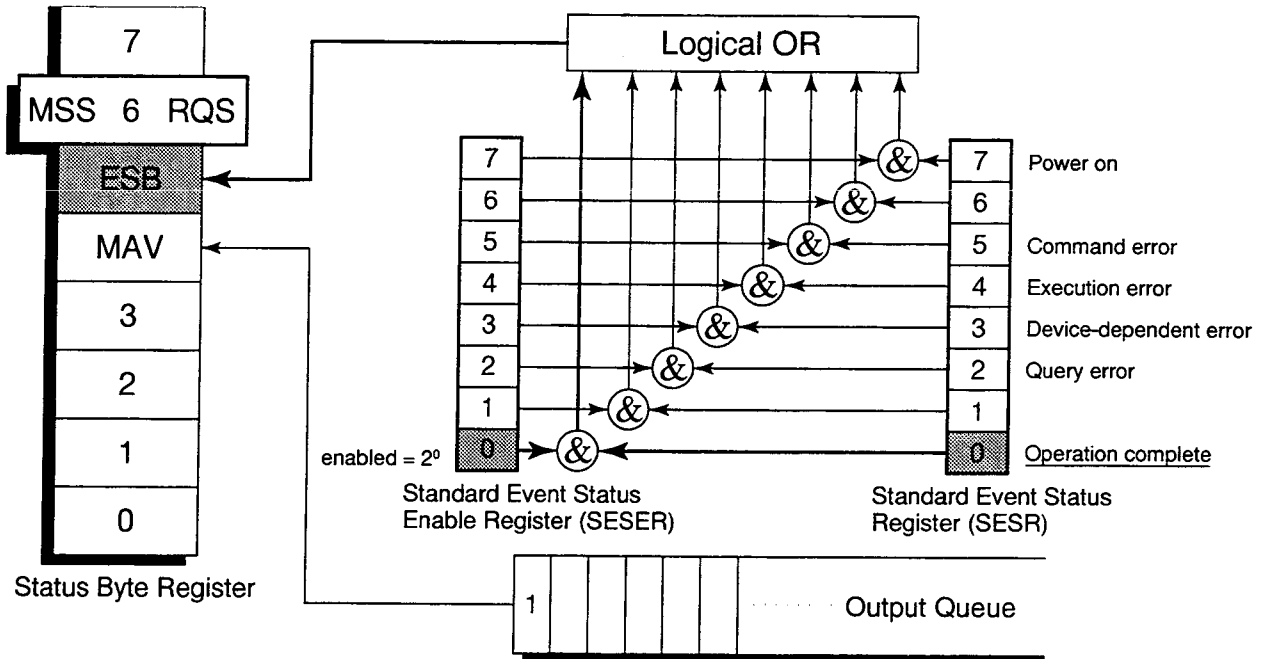 7
MSS 6 RQS
ESB
MAV
3
2
1
0
Status Byte Register
Logical OR
7
6
5
4
3
2
1
0
enabled = 2⁰
Standard Event Status
Enable Register (SESER)
&
&
&
&
&
&
&
&
7 Power on
6
5 Command error
4 Execution error
3 Device-dependent error
2 Query error
1
0 Operation complete
Standard Event Status
Register (SESR)
1 ........ Output Queue